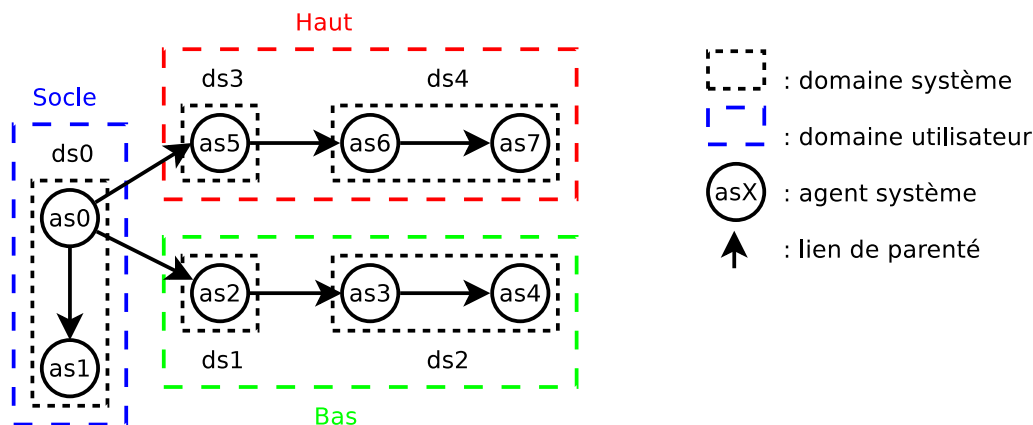 Haut
Socle
ds3
ds4
ds0
as5
as6
as7
as0
as2
as3
as4
as1
ds1
ds2
Bas
: domaine système
: domaine utilisateur
asX
: agent système
: lien de parenté